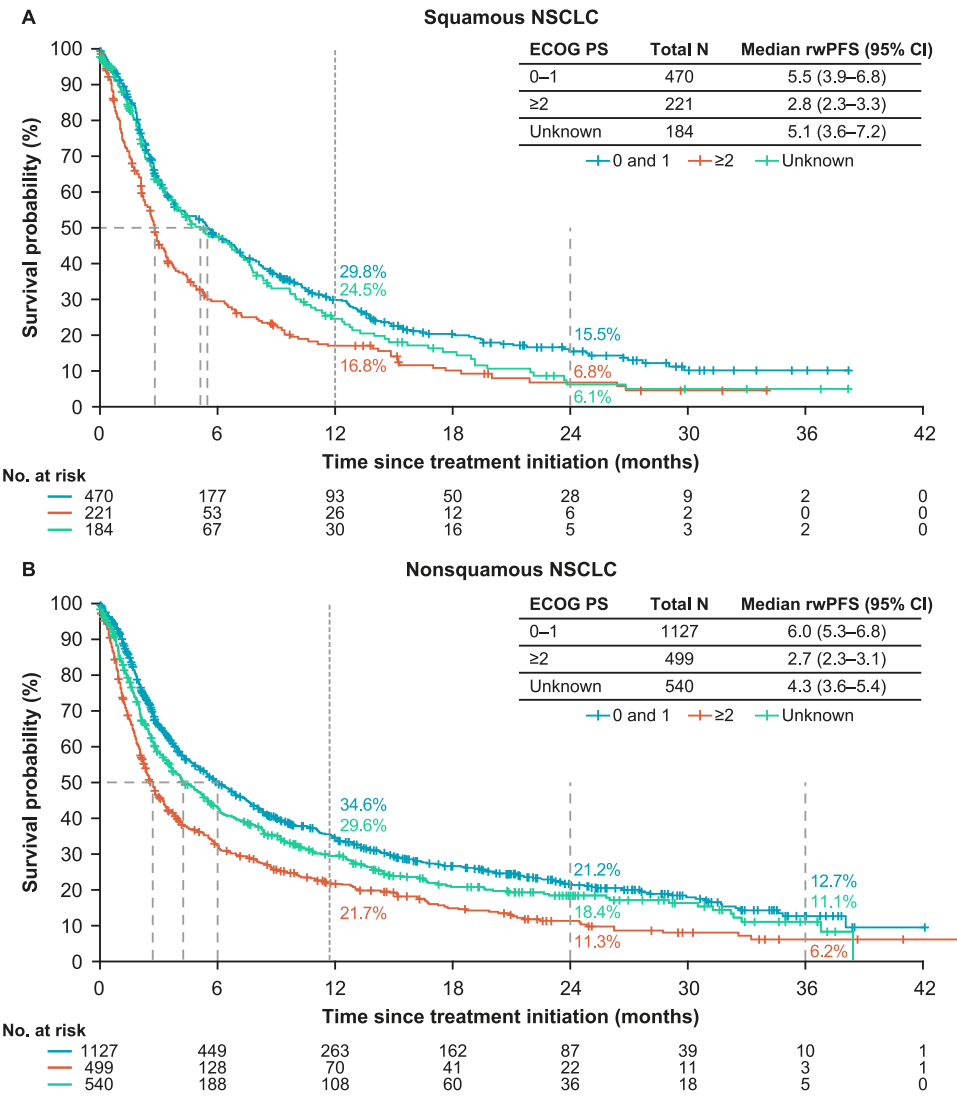 A
Squamous NSCLC
ECOG PS Total N Median rwPFS (95% CI)
0–1 470 5.5 (3.9–6.8)
≥2 221 2.8 (2.3–3.3)
Unknown 184 5.1 (3.6–7.2)
0 and 1 ≥2 Unknown
Survival probability (%)
100
90
80
70
60
50
40
30
20
10
0
29.8%
24.5%
16.8%
15.5%
6.8%
6.1%
0 6 12 18 24 30 36 42
Time since treatment initiation (months)
No. at risk
470 177 93 50 28 9 2 0
221 53 26 12 6 2 0 0
184 67 30 16 5 3 2 0
B
Nonsquamous NSCLC
ECOG PS Total N Median rwPFS (95% CI)
0–1 1127 6.0 (5.3–6.8)
≥2 499 2.7 (2.3–3.1)
Unknown 540 4.3 (3.6–5.4)
0 and 1 ≥2 Unknown
Survival probability (%)
100
90
80
70
60
50
40
30
20
10
0
34.6%
29.6%
21.7%
21.2%
18.4%
11.3%
12.7%
11.1%
6.2%
0 6 12 18 24 30 36 42
Time since treatment initiation (months)
No. at risk
1127 449 263 162 87 39 10 1
499 128 70 41 22 11 3 1
540 188 108 60 36 18 5 0